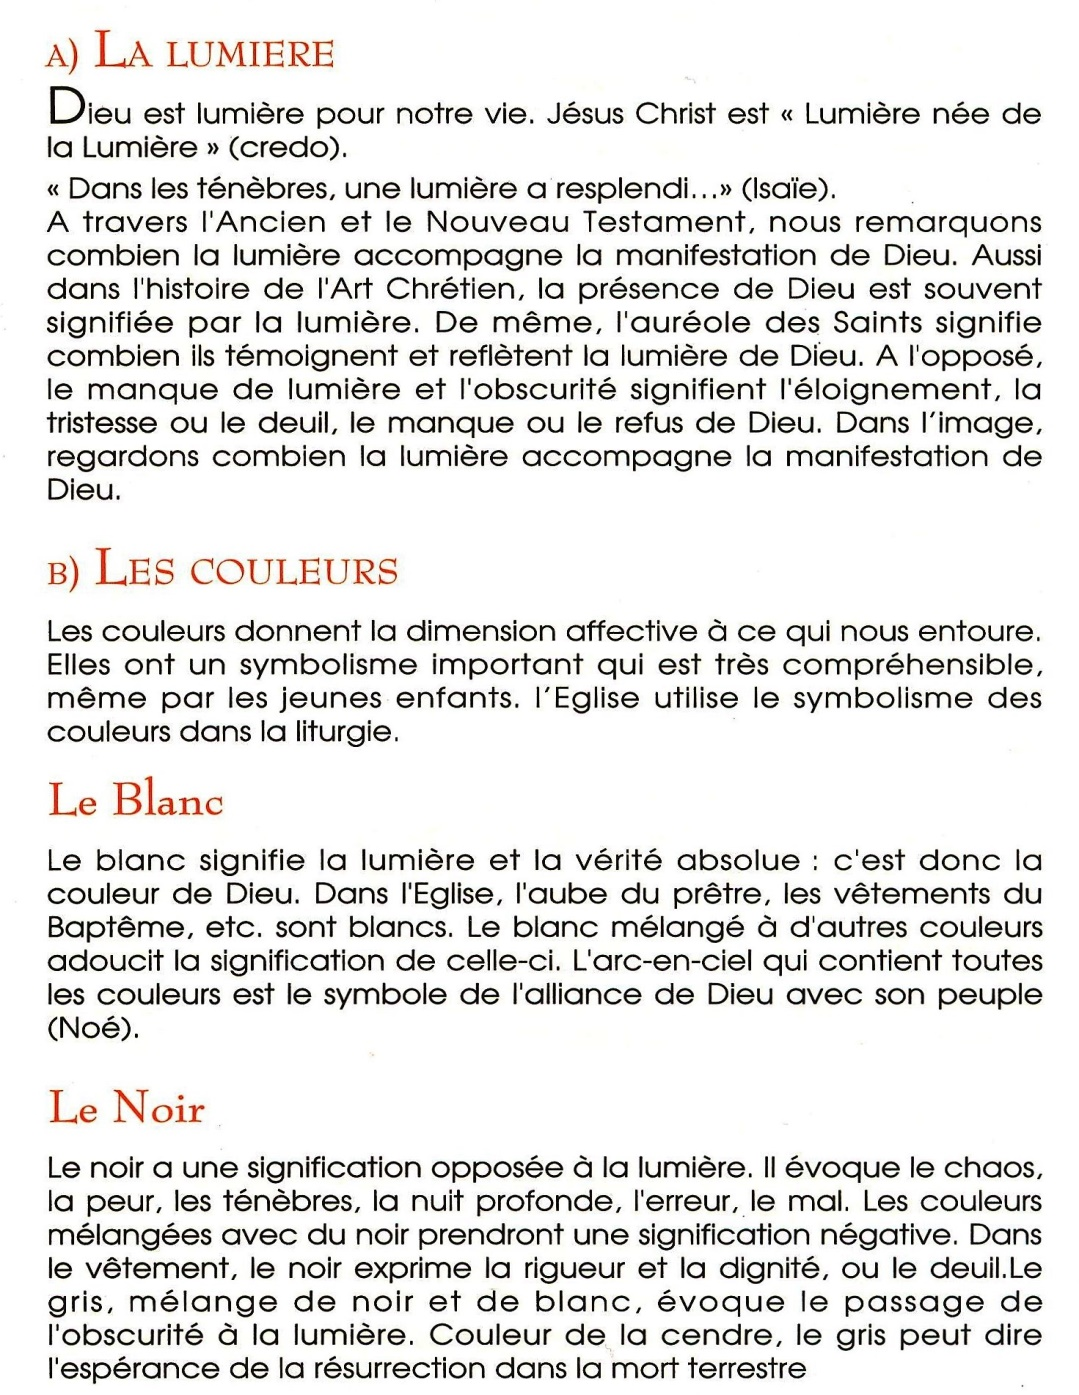 A) LA LUMIERE
Dieu est lumière pour notre vie. Jésus Christ est « Lumière née de
la Lumière » (credo).
« Dans les ténèbres, une lumière a resplendi...» (Isaïe).
A travers l'Ancien et le Nouveau Testament, nous remarquons
combien la lumière accompagne la manifestation de Dieu. Aussi
dans l'histoire de l'Art Chrétien, la présence de Dieu est souvent
signifiée par la lumière. De même, l'auréole des Saints signifie
combien ils témoignent et reflètent la lumière de Dieu. A l'opposé,
le manque de lumière et l'obscurité signifient l'éloignement, la
tristesse ou le deuil, le manque ou le refus de Dieu. Dans l’image,
regardons combien la lumière accompagne la manifestation de
Dieu.
B) LES COULEURS
Les couleurs donnent la dimension affective à ce qui nous entoure.
Elles ont un symbolisme important qui est très compréhensible,
même par les jeunes enfants. l’Eglise utilise le symbolisme des
couleurs dans la liturgie.
Le Blanc
Le blanc signifie la lumière et la vérité absolue : c'est donc la
couleur de Dieu. Dans l'Eglise, l'aube du prêtre, les vêtements du
Baptême, etc. sont blancs. Le blanc mélangé à d'autres couleurs
adoucit la signification de celle-ci. L'arc-en-ciel qui contient toutes
les couleurs est le symbole de l'alliance de Dieu avec son peuple
(Noé).
Le Noir
Le noir a une signification opposée à la lumière. Il évoque le chaos,
la peur, les ténèbres, la nuit profonde, l'erreur, le mal. Les couleurs
mélangées avec du noir prendront une signification négative. Dans
le vêtement, le noir exprime la rigueur et la dignité, ou le deuil.Le
gris, mélange de noir et de blanc, évoque le passage de
l'obscurité à la lumière. Couleur de la cendre, le gris peut dire
l'espérance de la résurrection dans la mort terrestre